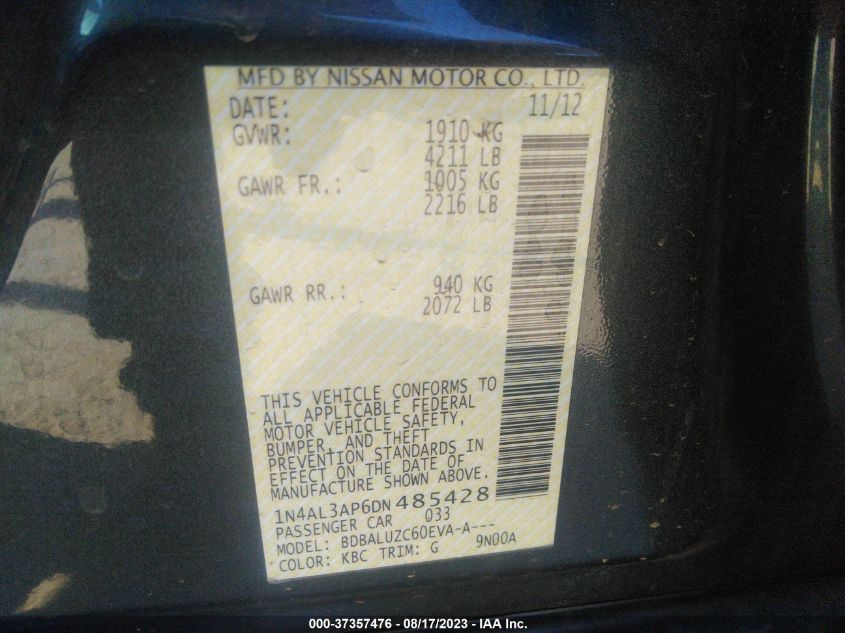 MFD BY NISSAN MOTOR CO., LTD.
DATE: 11/12
GVWR: 1910 KG
4211 LB
GAWR FR.: 1005 KG
2216 LB
GAWR RR.: 940 KG
2072 LB
THIS VEHICLE CONFORMS TO
ALL APPLICABLE FEDERAL
MOTOR VEHICLE SAFETY,
BUMPER, AND THEFT
PREVENTION STANDARDS IN
EFFECT ON THE DATE OF
MANUFACTURE SHOWN ABOVE.
1N4AL3AP6DN485428
PASSENGER CAR 033
MODEL: BDBALUZC60EVA-A---
COLOR: KBC TRIM: G 9N00A
000-37357476 - 08/17/2023 - IAA Inc.